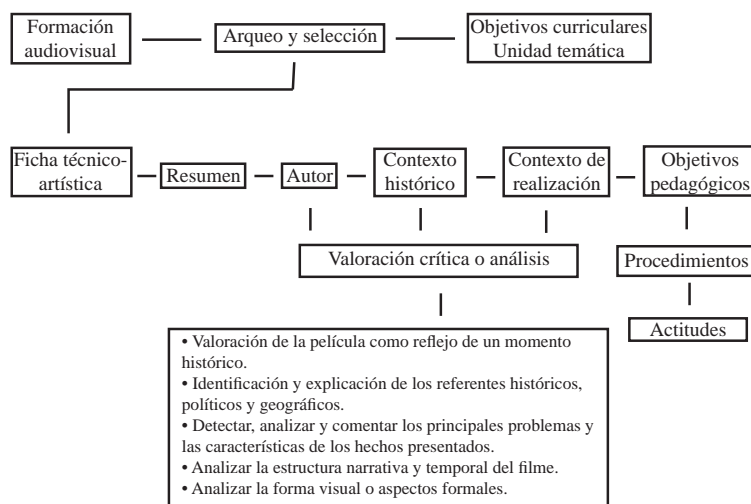 Formación
audiovisual
Arqueo y selección
Objetivos curriculares
Unidad temática
Ficha técnico-
artística
Resumen
Autor
Contexto
histórico
Contexto de
realización
Objetivos
pedagógicos
Valoración crítica o análisis
Procedimientos
Actitudes
• Valoración de la película como reflejo de un momento
histórico.
• Identificación y explicación de los referentes históricos,
políticos y geográficos.
• Detectar, analizar y comentar los principales problemas y
las características de los hechos presentados.
• Analizar la estructura narrativa y temporal del filme.
• Analizar la forma visual o aspectos formales.